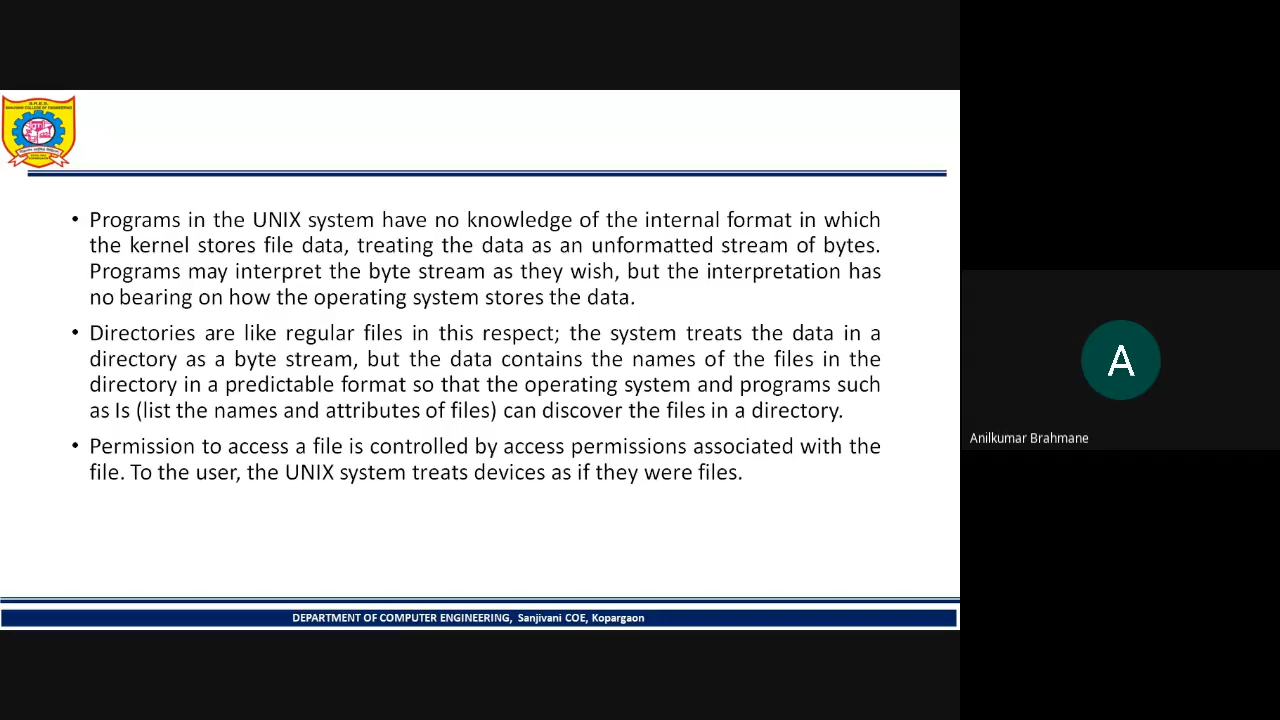 • Programs in the UNIX system have no knowledge of the internal format in which
the kernel stores file data, treating the data as an unformatted stream of bytes.
Programs may interpret the byte stream as they wish, but the interpretation has
no bearing on how the operating system stores the data.
• Directories are like regular files in this respect; the system treats the data in a
directory as a byte stream, but the data contains the names of the files in the
directory in a predictable format so that the operating system and programs such
as Is (list the names and attributes of files) can discover the files in a directory.
• Permission to access a file is controlled by access permissions associated with the
file. To the user, the UNIX system treats devices as if they were files.
DEPARTMENT OF COMPUTER ENGINEERING, Sanjivani COE, Kopargaon
A
Anilkumar Brahmane